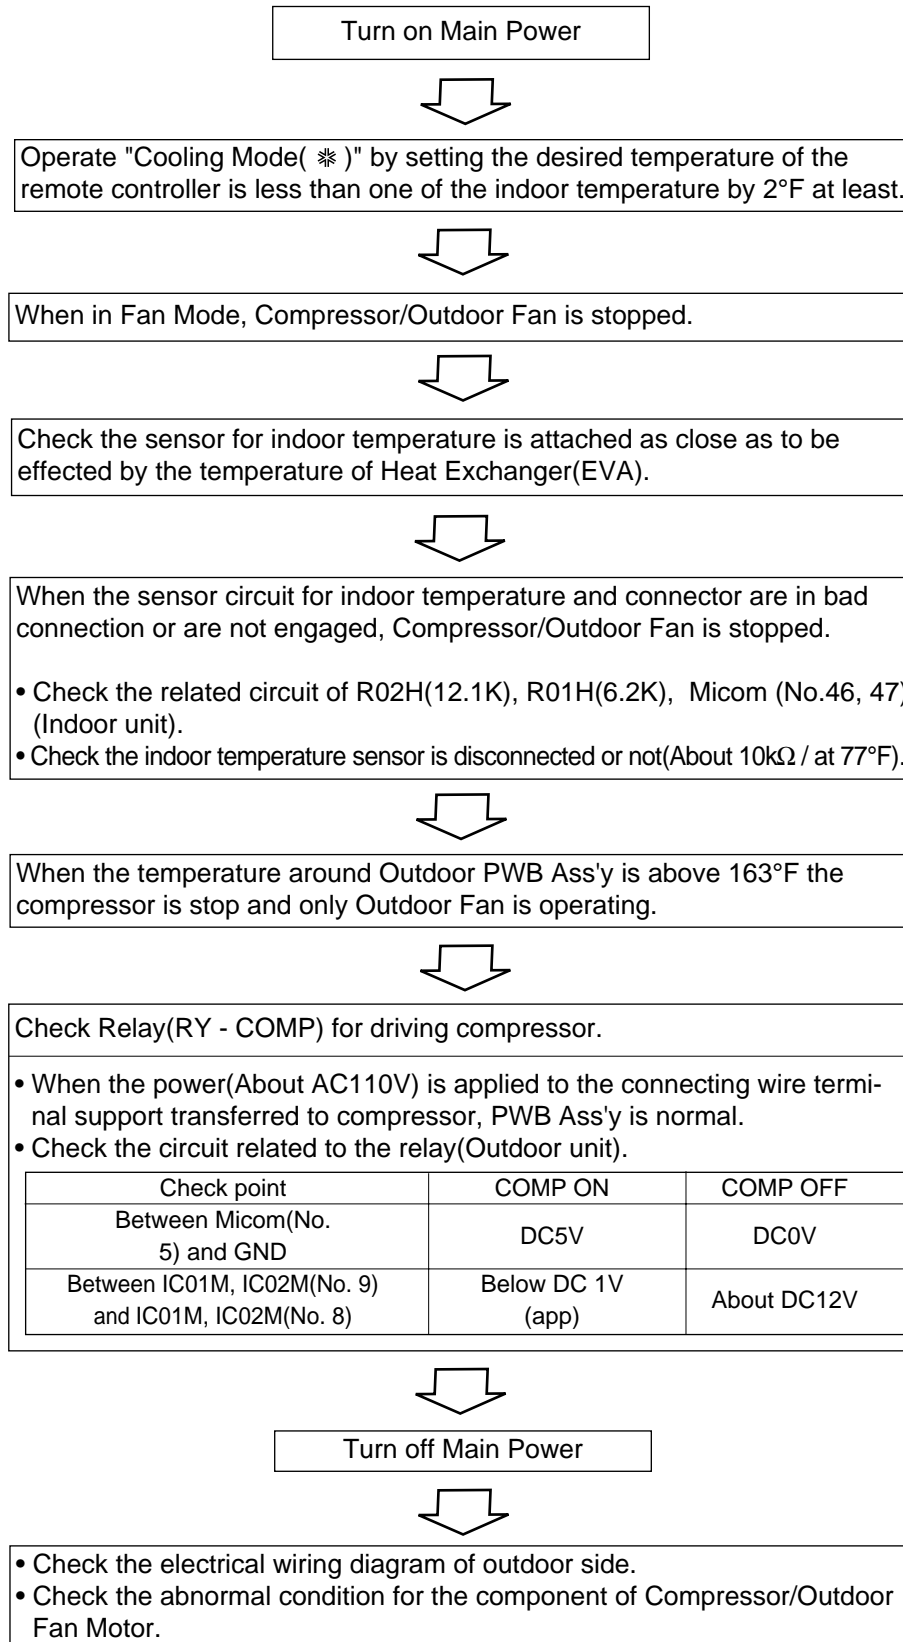 Turn on Main Power
Operate "Cooling Mode( ❋ )" by setting the desired temperature of the
remote controller is less than one of the indoor temperature by 2°F at least.
When in Fan Mode, Compressor/Outdoor Fan is stopped.
Check the sensor for indoor temperature is attached as close as to be
effected by the temperature of Heat Exchanger(EVA).
When the sensor circuit for indoor temperature and connector are in bad
connection or are not engaged, Compressor/Outdoor Fan is stopped.
• Check the related circuit of R02H(12.1K), R01H(6.2K), Micom (No.46, 47)
(Indoor unit).
• Check the indoor temperature sensor is disconnected or not(About 10kΩ / at 77°F).
When the temperature around Outdoor PWB Ass'y is above 163°F the
compressor is stop and only Outdoor Fan is operating.
Check Relay(RY - COMP) for driving compressor.
• When the power(About AC110V) is applied to the connecting wire termi-
nal support transferred to compressor, PWB Ass'y is normal.
• Check the circuit related to the relay(Outdoor unit).
Check point COMP ON COMP OFF
Between Micom(No.
5) and GND DC5V DC0V
Between IC01M, IC02M(No. 9)
and IC01M, IC02M(No. 8) Below DC 1V
(app) About DC12V
Turn off Main Power
• Check the electrical wiring diagram of outdoor side.
• Check the abnormal condition for the component of Compressor/Outdoor
Fan Motor.